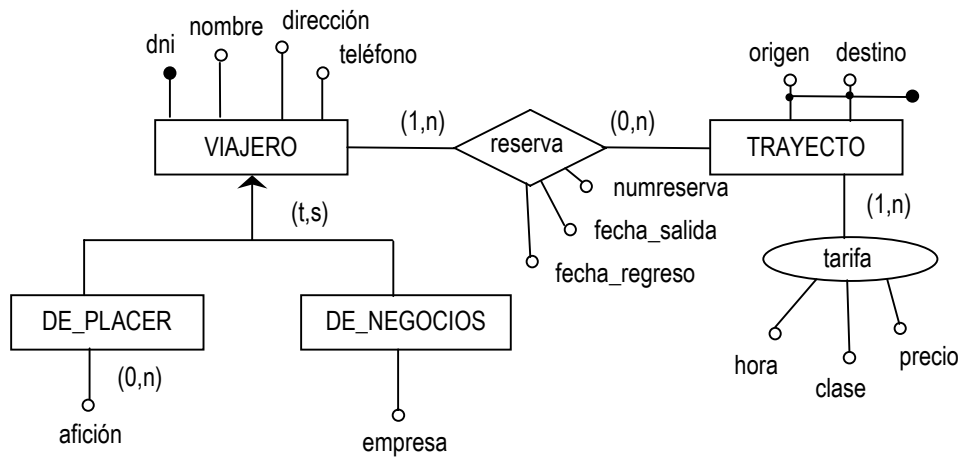 nombre
dirección
dni
teléfono
origen
destino
VIAJERO
(1,n)
reserva
(0,n)
TRAYECTO
numreserva
fecha_salida
fecha_regreso
(t,s)
(1,n)
tarifa
DE_PLACER
DE_NEGOCIOS
hora
clase
precio
(0,n)
afición
empresa